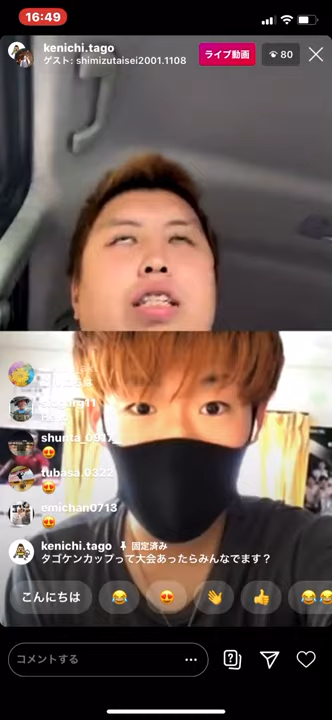 16:49
kenichi.tago
ゲスト: shimizutaisei2001.1108
ライブ動画
80
shunta_0917
tubasa.0322
emichan0713
kenichi.tago 固定済み
タゴケンカップって大会あったらみんなでます？
こんにちは
コメントする